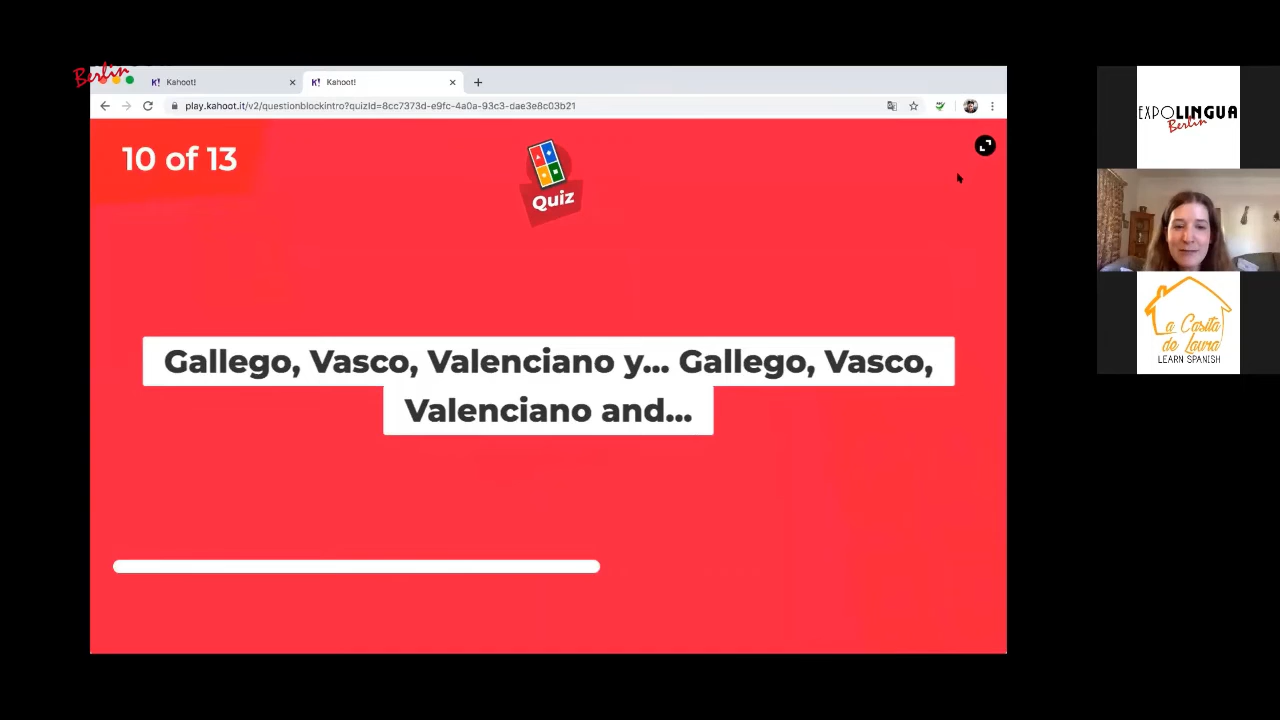 Berlin
Kahoot!
Kahoot!
play.kahoot.it/v2/questionblockintro?quizId=8cc7373d-e9fc-4a0a-93c3-dae3e8c03b21
10 of 13
Quiz
Gallego, Vasco, Valenciano y... Gallego, Vasco,
Valenciano and...
EXPOLINGUA
Berlin
La Casita
de Laura
LEARN SPANISH